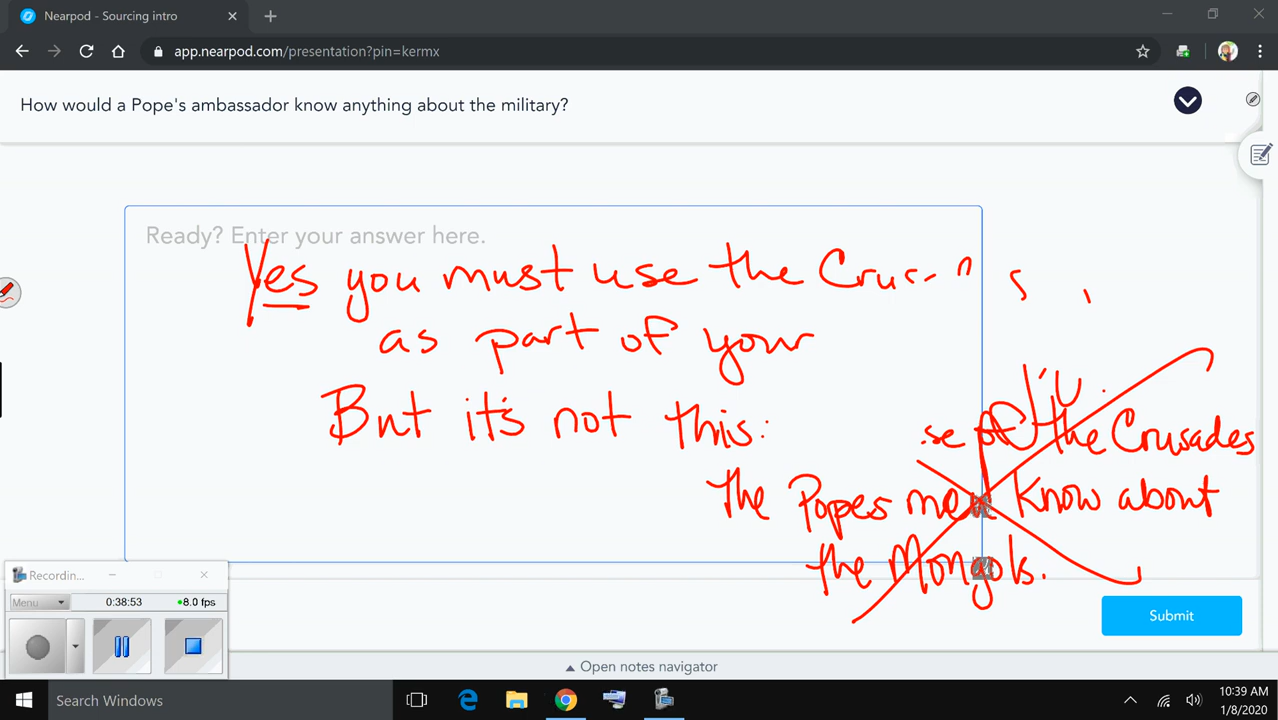 Nearpod - Sourcing intro
app.nearpod.com/presentation?pin=kermx
How would a Pope's ambassador know anything about the military?
Ready? Enter your answer here.
Yes you must use the
as part of your
But it's not this:
of the Crusades
the Popes men know about
the Mongols.
Recordin...
Menu
0:38:53
8.0 fps
Submit
Open notes navigator
Search Windows
10:39 AM
1/8/2020